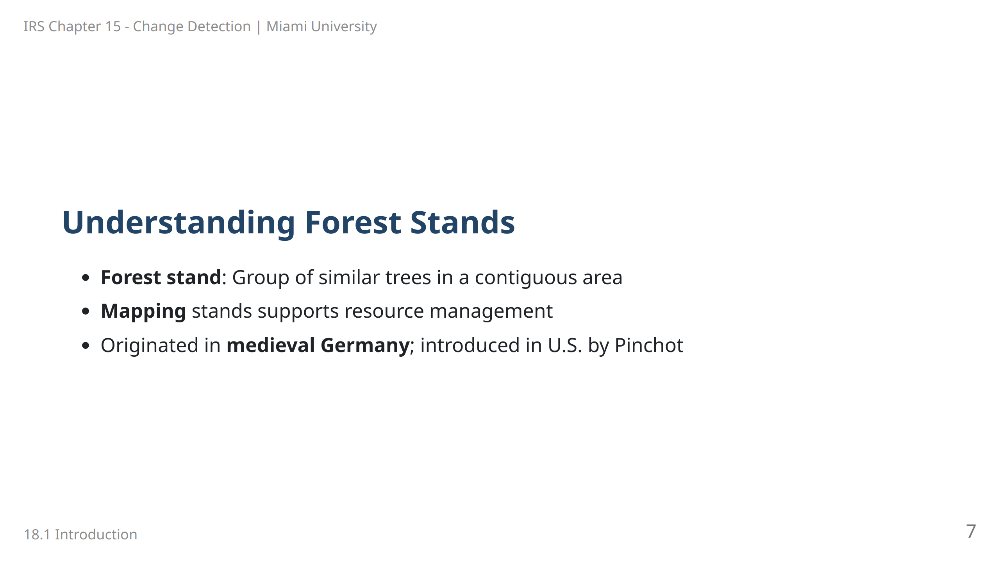 IRS Chapter 15 - Change Detection | Miami University
Understanding Forest Stands
• Forest stand: Group of similar trees in a contiguous area
• Mapping stands supports resource management
• Originated in medieval Germany; introduced in U.S. by Pinchot
18.1 Introduction
7